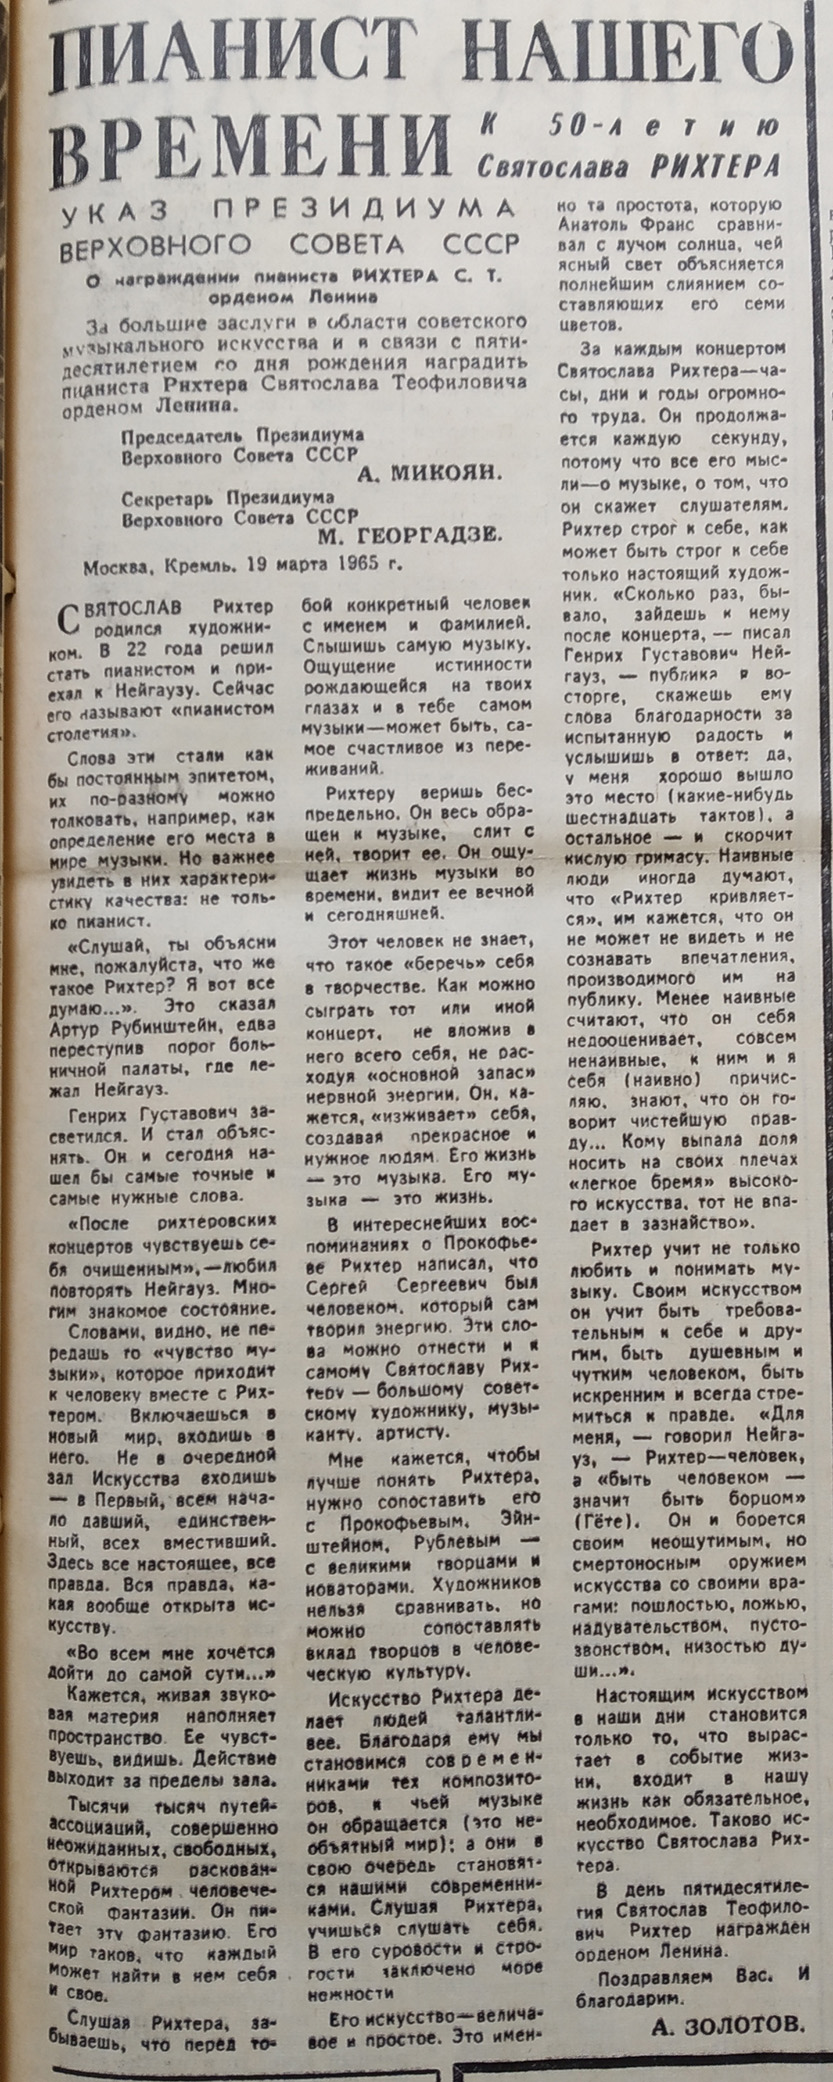 ПИАНИСТ НАШЕГО
ВРЕМЕНИ
К 50-летию
Святослава РИХТЕРА
УКАЗ ПРЕЗИДИУМА
ВЕРХОВНОГО СОВЕТА СССР
О награждении пианиста РИХТЕРА С. Т.
орденом Ленина
За большие заслуги в области советского
музыкального искусства и в связи с пяти-
десятилетием со дня рождения наградить
пианиста Рихтера Святослава Теофиловича
орденом Ленина.
Председатель Президиума
Верховного Совета СССР
А. МИКОЯН.
Секретарь Президиума
Верховного Совета СССР
М. ГЕОРГАДЗЕ.
Москва, Кремль. 19 марта 1965 г.
СВЯТОСЛАВ Рихтер
родился художни-
ком. В 22 года решил
стать пианистом и при-
ехал к Нейгаузу. Сейчас
его называют «пианистом
столетия».
Слова эти стали как
бы постоянным эпитетом,
их по-разному можно
толковать, например, как
определение его места в
мире музыки. Но важнее
увидеть в них характери-
стику качества: не толь-
ко пианист.
«Слушай, ты объясни
мне, пожалуйста, что же
такое Рихтер? Я вот все
думаю...». Это сказал
Артур Рубинштейн, едва
переступив порог боль-
ничной палаты, где ле-
жал Нейгауз.
Генрих Густавович за-
светился. И стал объяс-
нять. Он и сегодня на-
шел бы самые точные и
самые нужные слова.
«После рихтеровских
концертов чувствуешь се-
бя очищенным»,—любил
повторять Нейгауз. Мно-
гим знакомое состояние.
Словами, видно, не пе-
редашь го «чувство му-
зыки», которое приходит
к человеку вместе с Рих-
тером. Включаешься в
новый мир, входишь в
него. Не в очередной
зал Искусства входишь
— в Первый, всем нача-
ло давший, единствен-
ный, всех вместивший.
Здесь все настоящее, все
правда. Вся правда, ка-
кая вообще открыта ис-
кусству.
«Во всем мне хочется
дойти до самой сути...»
Кажется, живая звуко-
вая материя наполняет
пространство. Ее чувст-
вуешь, видишь. Действие
выходит за пределы зала.
Тысячи тысяч путей-
ассоциаций, совершенно
неожиданных, свободных,
открываются раскован-
ной Рихтером человече-
ской фантазии. Он пи-
тает эту фантазию. Его
мир таков, что каждый
может найти в нем себя
и свое.
Слушая Рихтера, за-
бываешь, что перед то-
бой конкретный человек
с именем и фамилией.
Слышишь самую музыку.
Ощущение истинности
рождающейся на твоих
глазах и в тебе самом
музыки—может быть, са-
мое счастливое из пере-
живаний.
Рихтеру веришь бес-
предельно. Он весь обра-
щен к музыке, слит с
ней, творит ее. Он ощу-
щает жизнь музыки во
времени, видит ее вечной
и сегодняшней.
Этот человек не знает,
что такое «беречь» себя
в творчестве. Как можно
сыграть тот или иной
концерт, не вложив в
него всего себя, не рас-
ходуя «основной запас»
нервной энергии. Он, ка-
жется, «изживает» себя,
создавая прекрасное и
нужное людям. Его жизнь
— это музыка. Его му-
зыка — это жизнь.
В интереснейших вос-
поминаниях о Прокофье-
ве Рихтер написал, что
Сергей Сергеевич был
человеком, который сам
творил энергию. Эти сло-
ва можно отнести и к
самому Святославу Рих-
теру — большому совет-
скому художнику, музы-
канту, артисту.
Мне кажется, чтобы
лучше понять Рихтера,
нужно сопоставить его
с Прокофьевым, Эйн-
штейном, Рублевым —
с великими творцами и
новаторами. Художников
нельзя сравнивать, но
можно сопоставлять
вклад творцов в челове-
ческую культуру.
Искусство Рихтера де-
лает людей талантли-
вее. Благодаря ему мы
становимся современ-
никами тех композито-
ров, к чьей музыке
он обращается (это не-
объятный мир); а они в
свою очередь становят-
ся нашими современни-
ками. Слушая Рихтера,
учишься слушать себя.
В его суровости и стро-
гости заключено море
нежности
Его искусство—велича-
вое и простое. Это имен-
но та простота, которую
Анатоль Франс сравни-
вал с лучом солнца, чей
ясный свет объясняется
полнейшим слиянием со-
ставляющих его семи
цветов.
За каждым концертом
Святослава Рихтера—ча-
сы, дни и годы огромно-
го труда. Он продолжа-
ется каждую секунду,
потому что все его мыс-
ли—о музыке, о том, что
он скажет слушателям.
Рихтер строг к себе, как
может быть строг к себе
только настоящий худож-
ник. «Сколько раз, бы-
вало, зайдешь к нему
после концерта, — писал
Генрих Густавович Ней-
гауз, — публика в во-
сторге, скажешь ему
слова благодарности за
испытанную радость и
услышишь в ответ: да,
у меня хорошо вышло
это место (какие-нибудь
шестнадцать тактов), а
остальное — и скорчит
кислую гримасу. Наивные
люди иногда думают,
что «Рихтер кривляет-
ся», им кажется, что он
не может не видеть и не
сознавать впечатления,
производимого им на
публику. Менее наивные
считают, что он себя
недооценивает, совсем
ненаивные, к ним и я
себя (наивно) причис-
ляю, знают, что он го-
ворит чистейшую прав-
ду... Кому выпала доля
носить на своих плечах
«легкое бремя» высоко-
го искусства, тот не впа-
дает в зазнайство».
Рихтер учит не только
любить и понимать му-
зыку. Своим искусством
он учит быть требова-
тельным к себе и дру-
гим, быть душевным и
чутким человеком, быть
искренним и всегда стре-
миться к правде. «Для
меня, — говорил Нейга-
уз, — Рихтер—человек,
а «быть человеком —
значит быть борцом»
(Гёте). Он и борется
своим неощутимым, но
смертоносным оружием
искусства со своими вра-
гами: пошлостью, ложью,
надувательством, пусто-
звонством, низостью ду-
ши...».
Настоящим искусством
в наши дни становится
только то, что вырас-
тает в событие жиз-
ни, входит в нашу
жизнь как обязательное,
необходимое. Таково ис-
кусство Святослава Рих-
тера.
В день пятидесятиле-
тия Святослав Теофило-
вич Рихтер награжден
орденом Ленина.
Поздравляем Вас. И
благодарим.
А. ЗОЛОТОВ.